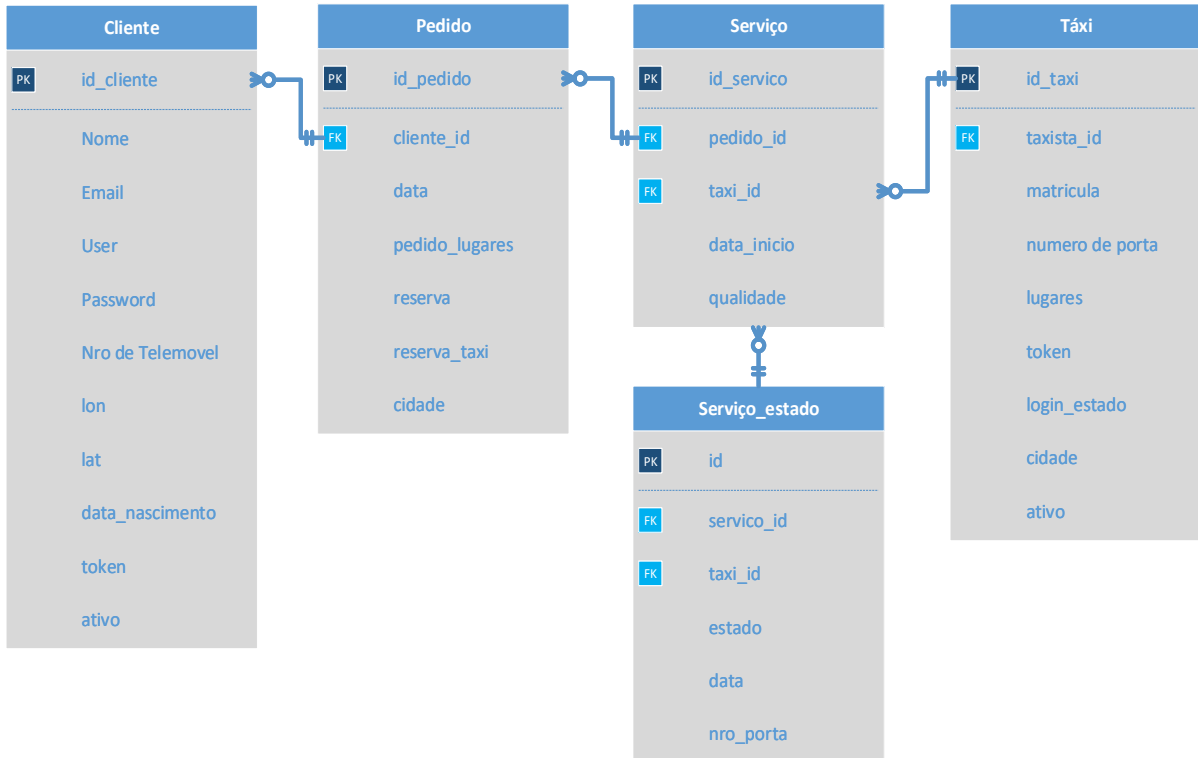 Cliente
PK id_cliente
Nome
Email
User
Password
Nro de Telemovel
lon
lat
data_nascimento
token
ativo
Pedido
PK id_pedido
FK cliente_id
data
pedido_lugares
reserva
reserva_taxi
cidade
Serviço
PK id_servico
FK pedido_id
FK taxi_id
data_inicio
qualidade
Serviço_estado
PK id
FK servico_id
FK taxi_id
estado
data
nro_porta
Táxi
PK id_taxi
FK taxista_id
matricula
numero de porta
lugares
token
login_estado
cidade
ativo